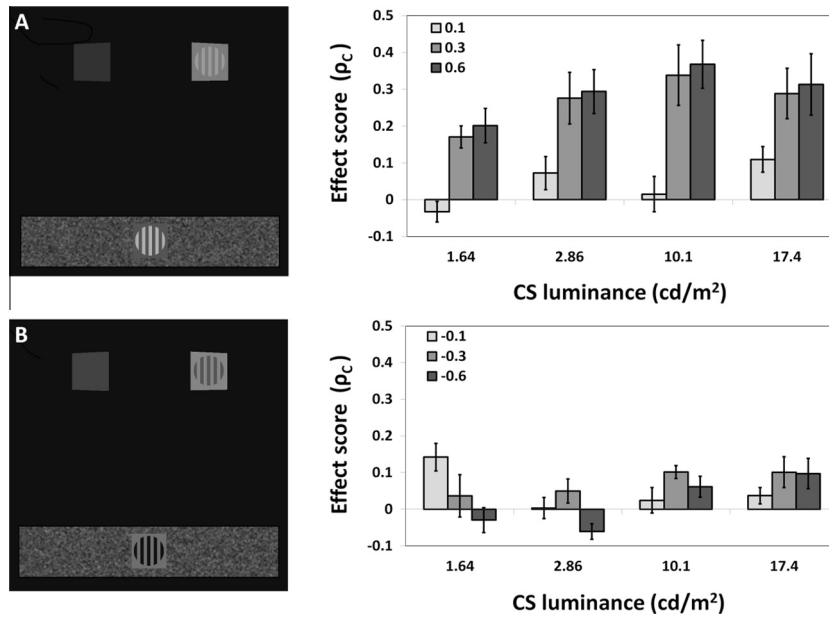 A
Effect score (ρC)
0.5
0.4
0.3
0.2
0.1
0
-0.1
0.1
0.3
0.6
1.64 2.86 10.1 17.4
CS luminance (cd/m²)
B
Effect score (ρC)
0.5
0.4
0.3
0.2
0.1
0
-0.1
-0.1
-0.3
-0.6
1.64 2.86 10.1 17.4
CS luminance (cd/m²)